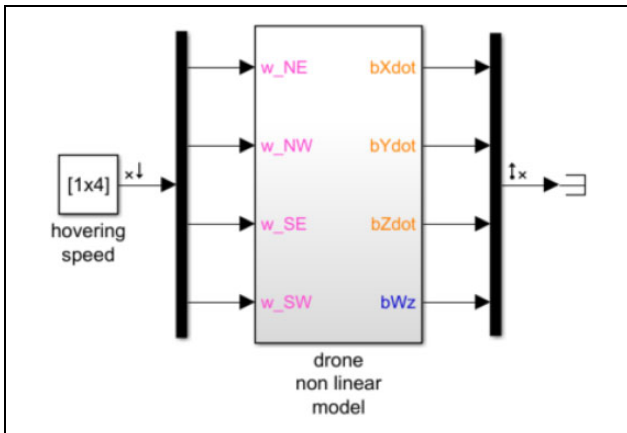 w_NE bXdot
w_NW bYdot
[1x4] ×↓ ↕×
hovering
speed
w_SE bZdot
w_SW bWz
drone
non linear
model